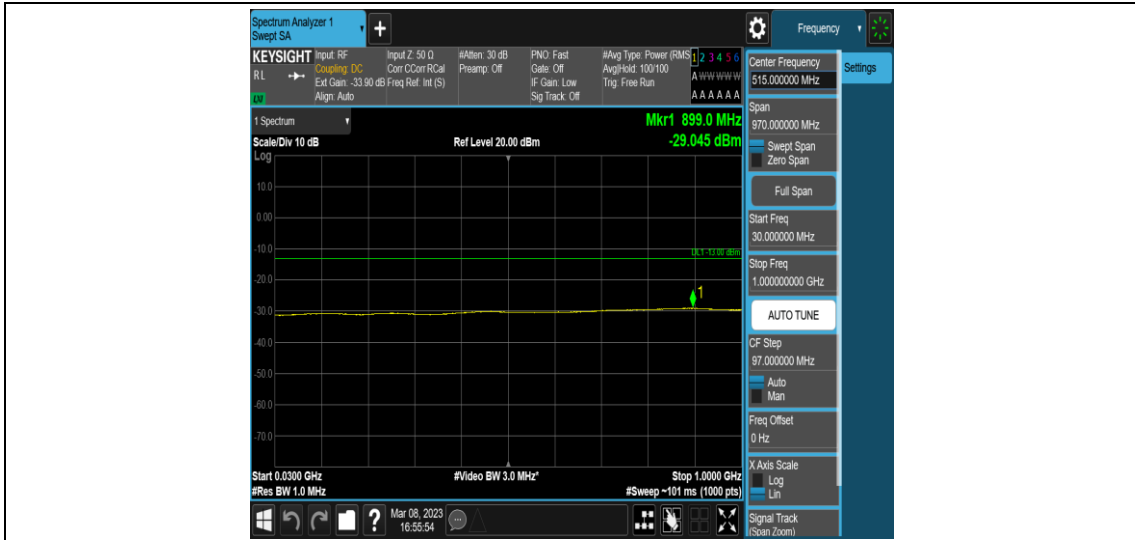 Spectrum Analyzer 1
Swept SA
+
Frequency
KEYSIGHT
RL
Input: RF
Coupling: DC
Ext Gain: -33.90 dB
Align: Auto
Input Z: 50 Ω
Corr CCorr RCal
Freq Ref: Int (S)
#Atten: 30 dB
Preamp: Off
PNO: Fast
Gate: Off
IF Gain: Low
Sig Track: Off
#Avg Type: Power (RMS
Avg|Hold: 100/100
Trig: Free Run
1 2 3 4 5 6
A W W W W W
A A A A A A
1 Spectrum
Scale/Div 10 dB
Log
Ref Level 20.00 dBm
Mkr1 899.0 MHz
-29.045 dBm
10.0
0.00
-10.0
DL1 -13.00 dBm
-20.0
1
-30.0
-40.0
-50.0
-60.0
-70.0
Start 0.0300 GHz
#Res BW 1.0 MHz
#Video BW 3.0 MHz*
Stop 1.0000 GHz
#Sweep ~101 ms (1000 pts)
?
Mar 08, 2023
16:55:54
Center Frequency
515.000000 MHz
Settings
Span
970.000000 MHz
Swept Span
Zero Span
Full Span
Start Freq
30.000000 MHz
Stop Freq
1.000000000 GHz
AUTO TUNE
CF Step
97.000000 MHz
Auto
Man
Freq Offset
0 Hz
X Axis Scale
Log
Lin
Signal Track
(Span Zoom)